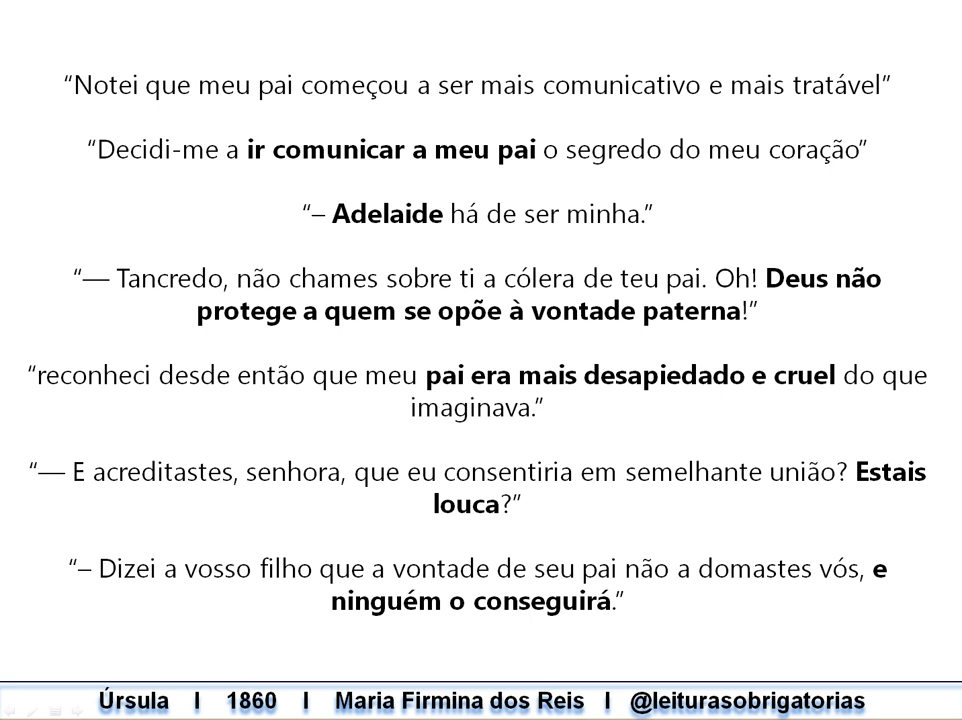 “Notei que meu pai começou a ser mais comunicativo e mais tratável”
“Decidi-me a ir comunicar a meu pai o segredo do meu coração”
“– Adelaide há de ser minha.”
“— Tancredo, não chames sobre ti a cólera de teu pai. Oh! Deus não
protege a quem se opõe à vontade paterna!”
“reconheci desde então que meu pai era mais desapiedado e cruel do que
imaginava.”
“— E acreditastes, senhora, que eu consentiria em semelhante união? Estais
louca?”
“– Dizei a vosso filho que a vontade de seu pai não a domastes vós, e
ninguém o conseguirá.”
Úrsula I 1860 I Maria Firmina dos Reis I @leiturasobrigatorias